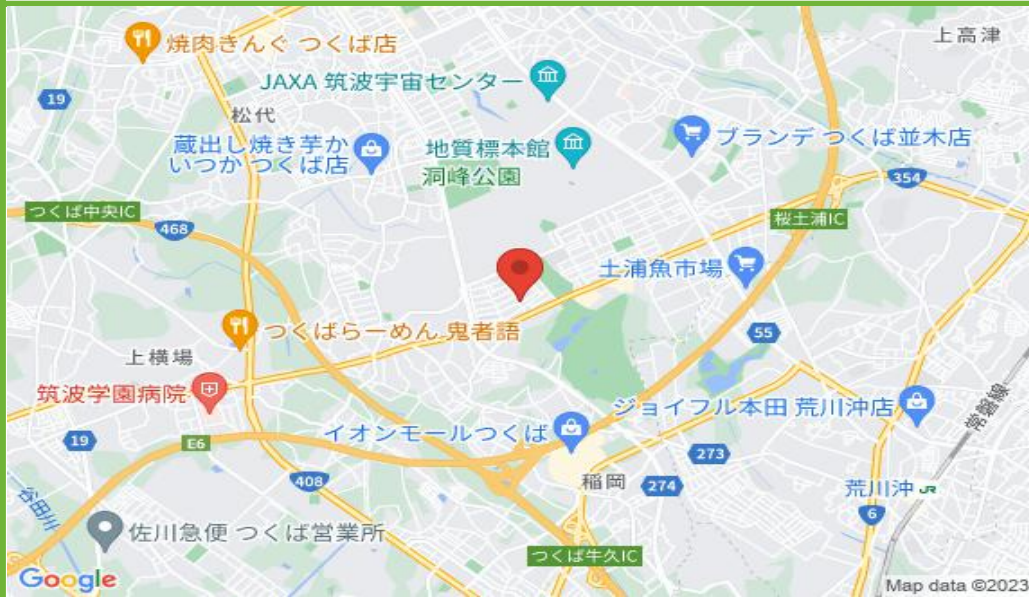 焼肉きんぐ つくば店
上高津
JAXA 筑波宇宙センター
19
松代
蔵出し焼き芋か
いつか つくば店
地質標本館
洞峰公園
ブランデ つくば並木店
354
つくば中央IC
468
桜土浦IC
土浦魚市場
つくばらーめん 鬼者語
55
上横場
筑波学園病院
ジョイフル本田 荒川沖店
常磐線
イオンモールつくば
19
E6
273
408
稲岡
274
荒川沖 JR
谷田川
6
佐川急便 つくば営業所
つくば牛久IC
Google
Map data ©2023